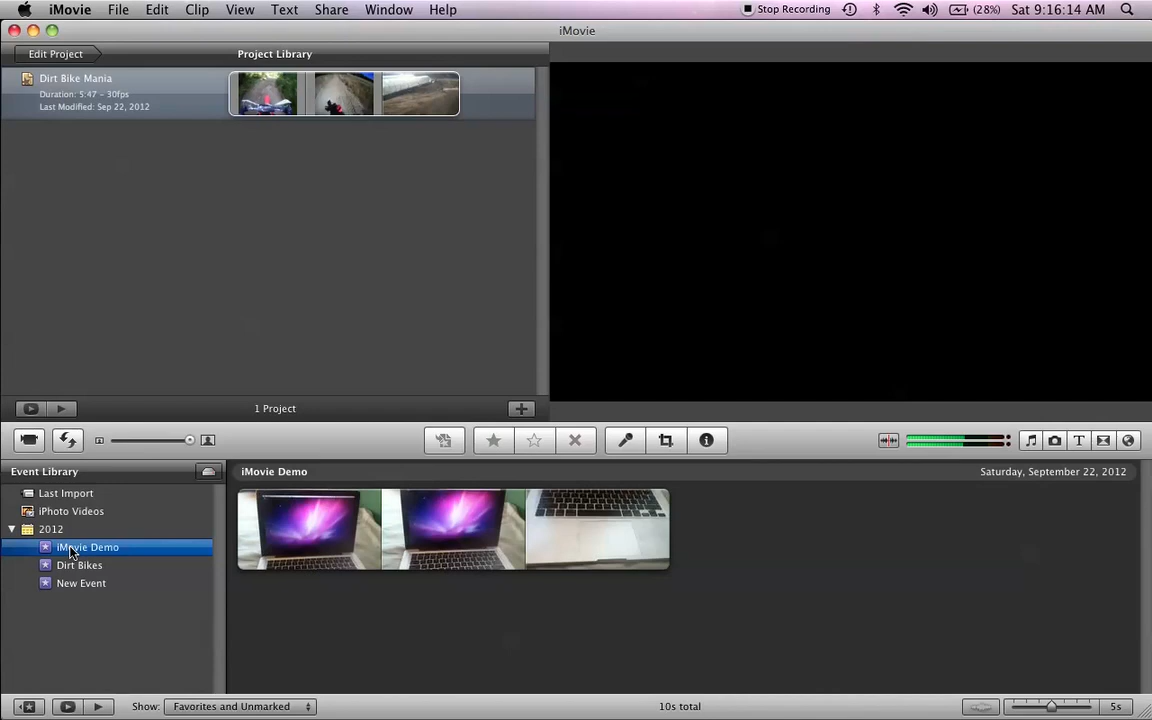 iMovie File Edit Clip View Text Share Window Help Stop Recording (28%) Sat 9:16:14 AM
iMovie
Edit Project Project Library
Dirt Bike Mania
Duration: 5:47 - 30fps
Last Modified: Sep 22, 2012
1 Project
Event Library
iMovie Demo Saturday, September 22, 2012
Last Import
iPhoto Videos
2012
iMovie Demo
Dirt Bikes
New Event
Show: Favorites and Unmarked 10s total 5s